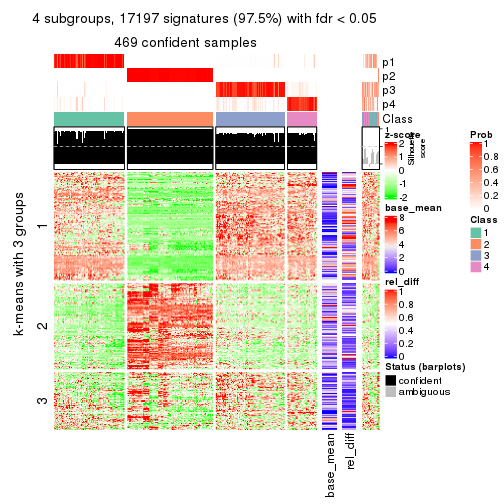 4 subgroups, 17197 signatures (97.5%) with fdr < 0.05
469 confident samples
p1
p2
p3
p4
Class
1
Silhouette score
k-means with 3 groups
1
2
3
base_mean
rel_diff
z-score
2
1
0
-1
-2
base_mean
8
6
4
2
0
rel_diff
1
0.8
0.6
0.4
0.2
0
Status (barplots)
confident
ambiguous
Prob
1
0.8
0.6
0.4
0.2
0
Class
1
2
3
4